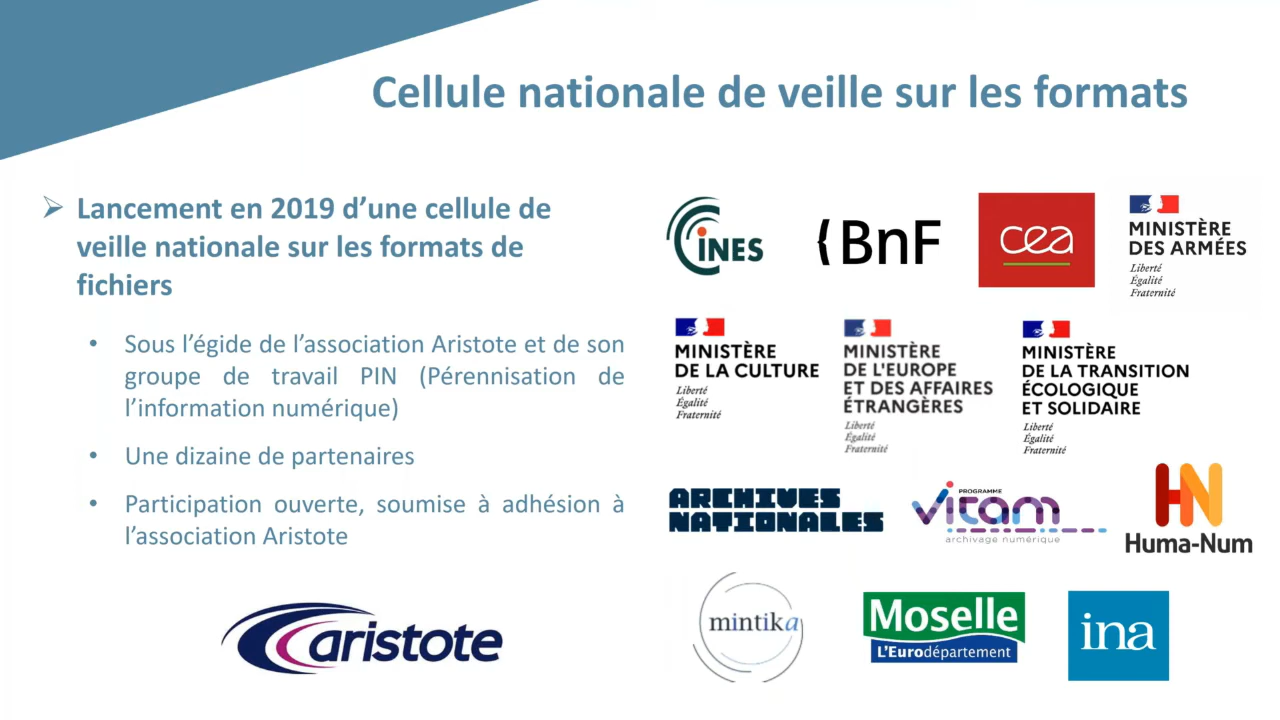 Cellule nationale de veille sur les formats
➢ Lancement en 2019 d’une cellule de
veille nationale sur les formats de
fichiers
• Sous l’égide de l’association Aristote et de son
groupe de travail PIN (Pérennisation de
l’information numérique)
• Une dizaine de partenaires
• Participation ouverte, soumise à adhésion à
l’association Aristote
aristote
CINES
{BnF
cea
MINISTÈRE
DES ARMÉES
Liberté
Égalité
Fraternité
MINISTÈRE
DE LA CULTURE
Liberté
Égalité
Fraternité
MINISTÈRE
DE L'EUROPE
ET DES AFFAIRES
ÉTRANGÈRES
Liberté
Égalité
Fraternité
MINISTÈRE
DE LA TRANSITION
ÉCOLOGIQUE
ET SOLIDAIRE
Liberté
Égalité
Fraternité
ARCHIVES
NATIONALES
PROGRAMME
vitam
archivage numérique
HN
Huma-Num
mintika
Moselle
L'Eurodépartement
ina